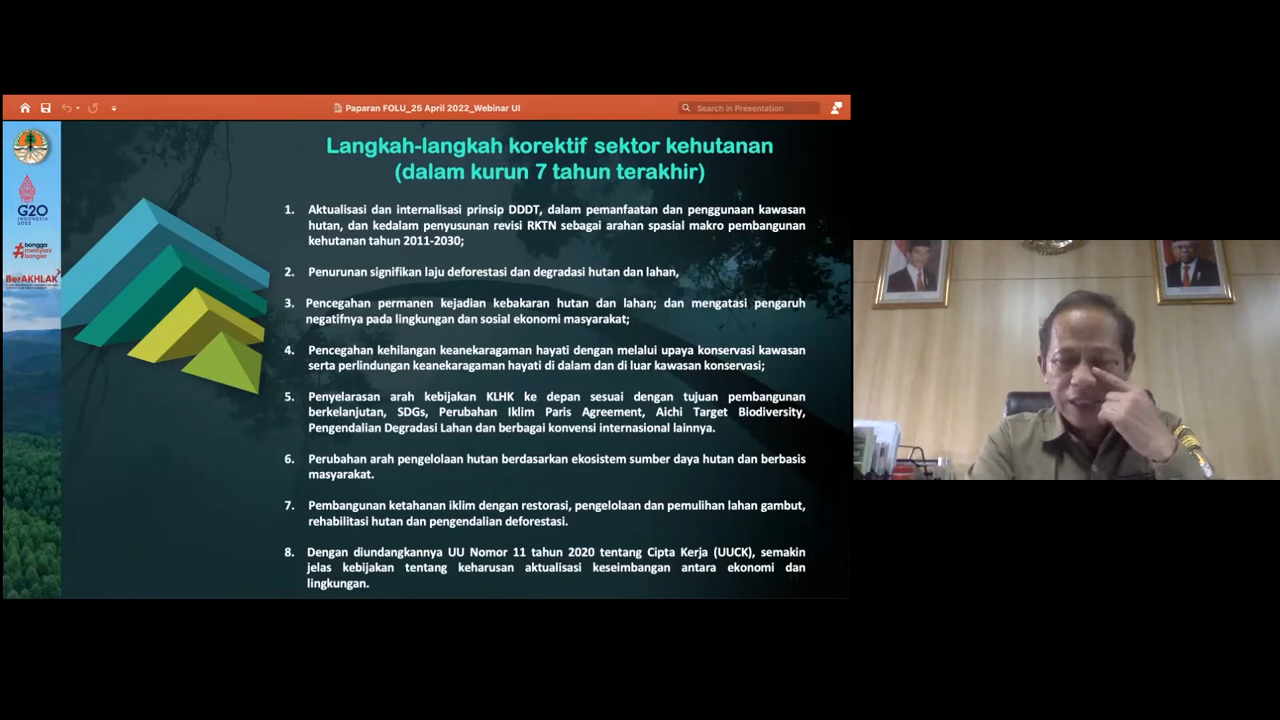 Paparan FOLU_25 April 2022_Webinar UI
Search in Presentation
G20
INDONESIA
2022
#bangga
melayani
bangsa
BerAKHLAK
Langkah-langkah korektif sektor kehutanan
(dalam kurun 7 tahun terakhir)
1. Aktualisasi dan internalisasi prinsip DDDT, dalam pemanfaatan dan penggunaan kawasan
hutan, dan kedalam penyusunan revisi RKTN sebagai arahan spasial makro pembangunan
kehutanan tahun 2011-2030;
2. Penurunan signifikan laju deforestasi dan degradasi hutan dan lahan,
3. Pencegahan permanen kejadian kebakaran hutan dan lahan; dan mengatasi pengaruh
negatifnya pada lingkungan dan sosial ekonomi masyarakat;
4. Pencegahan kehilangan keanekaragaman hayati dengan melalui upaya konservasi kawasan
serta perlindungan keanekaragaman hayati di dalam dan di luar kawasan konservasi;
5. Penyelarasan arah kebijakan KLHK ke depan sesuai dengan tujuan pembangunan
berkelanjutan, SDGs, Perubahan Iklim Paris Agreement, Aichi Target Biodiversity,
Pengendalian Degradasi Lahan dan berbagai konvensi internasional lainnya.
6. Perubahan arah pengelolaan hutan berdasarkan ekosistem sumber daya hutan dan berbasis
masyarakat.
7. Pembangunan ketahanan iklim dengan restorasi, pengelolaan dan pemulihan lahan gambut,
rehabilitasi hutan dan pengendalian deforestasi.
8. Dengan diundangkannya UU Nomor 11 tahun 2020 tentang Cipta Kerja (UUCK), semakin
jelas kebijakan tentang keharusan aktualisasi keseimbangan antara ekonomi dan
lingkungan.